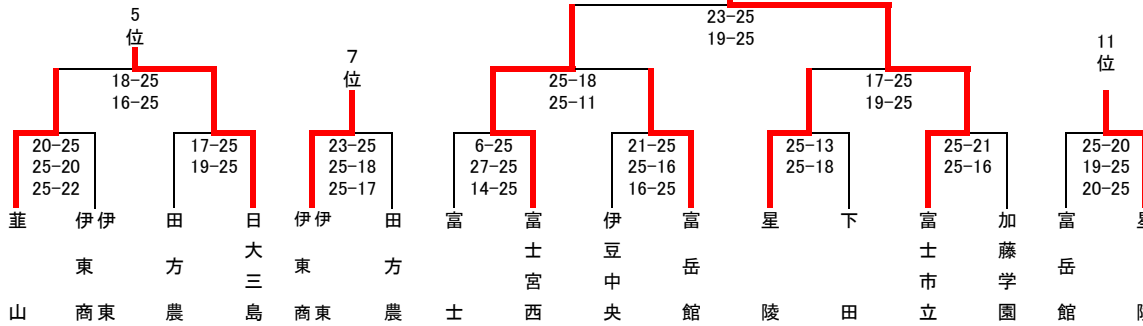 23-25
19-25
5位
18-25
16-25
7位
25-18
25-11
17-25
19-25
11位
20-25
25-20
25-22
17-25
19-25
23-25
25-18
25-17
6-25
27-25
14-25
21-25
25-16
16-25
25-13
25-18
25-21
25-16
25-20
19-25
20-25
韮山
伊東商
伊東
田方農
日大三島
伊東商
伊東
田方農
富士
富士宮西
伊豆中央
富岳館
星陵
下田
富士市立
加藤学園
富岳館